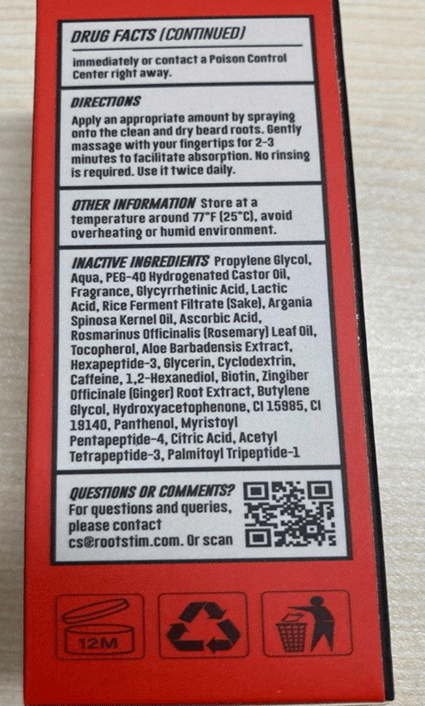 DRUG FACTS (CONTINUED)
immediately or contact a Poison Control
Center right away.
DIRECTIONS
Apply an appropriate amount by spraying
onto the clean and dry beard roots. Gently
massage with your fingertips for 2-3
minutes to facilitate absorption. No rinsing
is required. Use it twice daily.
OTHER INFORMATION Store at a
temperature around 77°F (25°C), avoid
overheating or humid environment.
INACTIVE INGREDIENTS Propylene Glycol,
Aqua, PEG-40 Hydrogenated Castor Oil,
Fragrance, Glycyrrhetinic Acid, Lactic
Acid, Rice Ferment Filtrate (Sake), Argania
Spinosa Kernel Oil, Ascorbic Acid,
Rosmarinus Officinalis (Rosemary) Leaf Oil,
Tocopherol, Aloe Barbadensis Extract,
Hexapeptide-3, Glycerin, Cyclodextrin,
Caffeine, 1,2-Hexanediol, Biotin, Zingiber
Officinale (Ginger) Root Extract, Butylene
Glycol, Hydroxyacetophenone, CI 15985, CI
19140, Panthenol, Myristoyl
Pentapeptide-4, Citric Acid, Acetyl
Tetrapeptide-3, Palmitoyl Tripeptide-1
QUESTIONS OR COMMENTS?
For questions and queries,
please contact
cs@rootstim.com. Or scan
12M